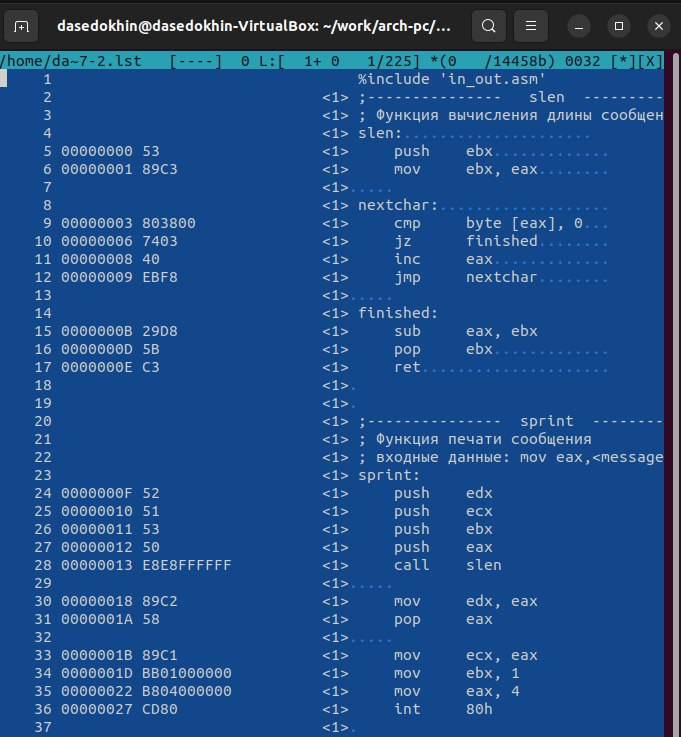 dasedokhin@dasedokhin-VirtualBox: ~/work/arch-pc/...
/home/da~7-2.lst [----] 0 L:[ 1+ 0 1/225] *(0 /14458b) 0032 [*][X]
1 %include 'in_out.asm'
2 <1> ;--------------- slen ---------
3 <1> ; Функция вычисления длины сообщен
4 <1> slen:.....................
5 00000000 53 <1> push ebx.............
6 00000001 89C3 <1> mov ebx, eax........
7 <1>.....
8 <1> nextchar:...................
9 00000003 803800 <1> cmp byte [eax], 0...
10 00000006 7403 <1> jz finished........
11 00000008 40 <1> inc eax.............
12 00000009 EBF8 <1> jmp nextchar........
13 <1>.....
14 <1> finished:
15 0000000B 29D8 <1> sub eax, ebx
16 0000000D 5B <1> pop ebx.............
17 0000000E C3 <1> ret.....................
18 <1>.
19 <1>.
20 <1> ;--------------- sprint --------
21 <1> ; Функция печати сообщения
22 <1> ; входные данные: mov eax,<message
23 <1> sprint:
24 0000000F 52 <1> push edx
25 00000010 51 <1> push ecx
26 00000011 53 <1> push ebx
27 00000012 50 <1> push eax
28 00000013 E8E8FFFFFF <1> call slen
29 <1>.....
30 00000018 89C2 <1> mov edx, eax
31 0000001A 58 <1> pop eax
32 <1>.....
33 0000001B 89C1 <1> mov ecx, eax
34 0000001D BB01000000 <1> mov ebx, 1
35 00000022 B804000000 <1> mov eax, 4
36 00000027 CD80 <1> int 80h
37 <1>.